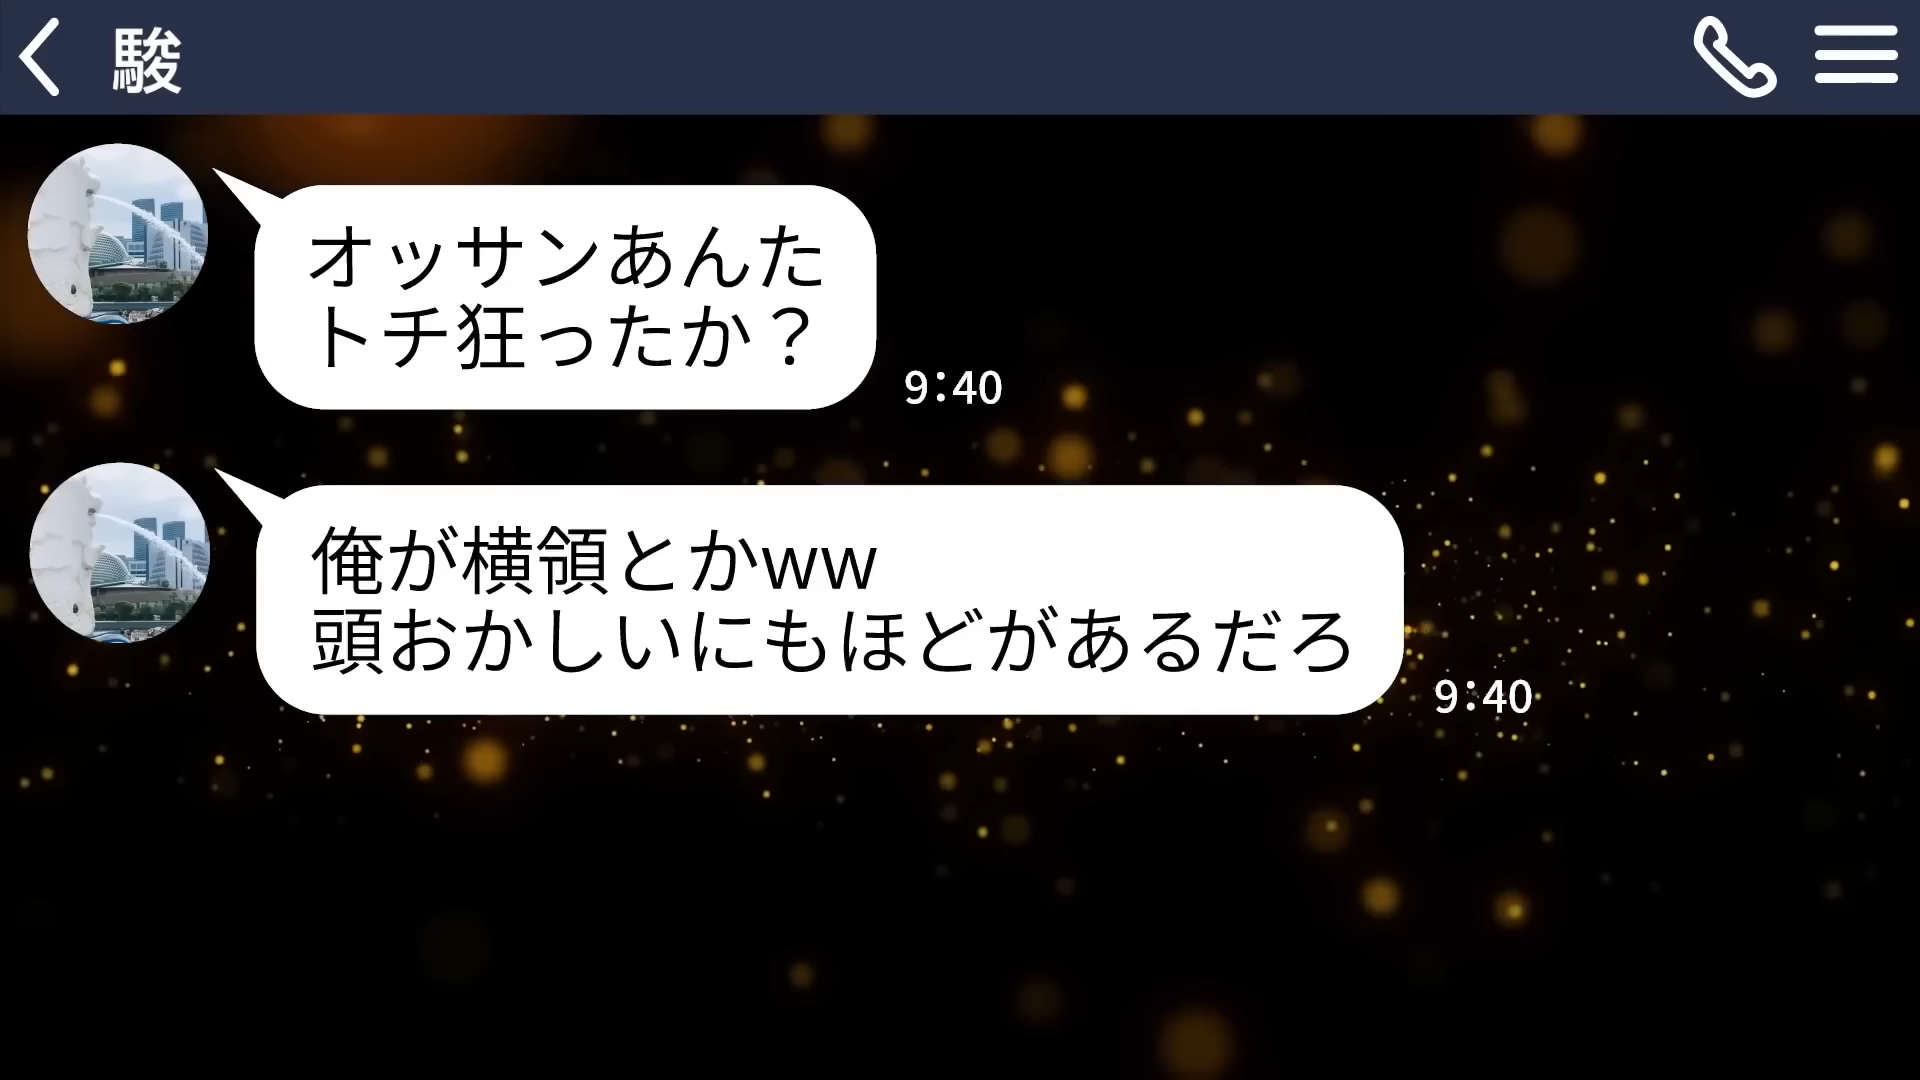 駿
オッサンあんた
トチ狂ったか？
9:40
俺が横領とかww
頭おかしいにもほどがあるだろ
9:40